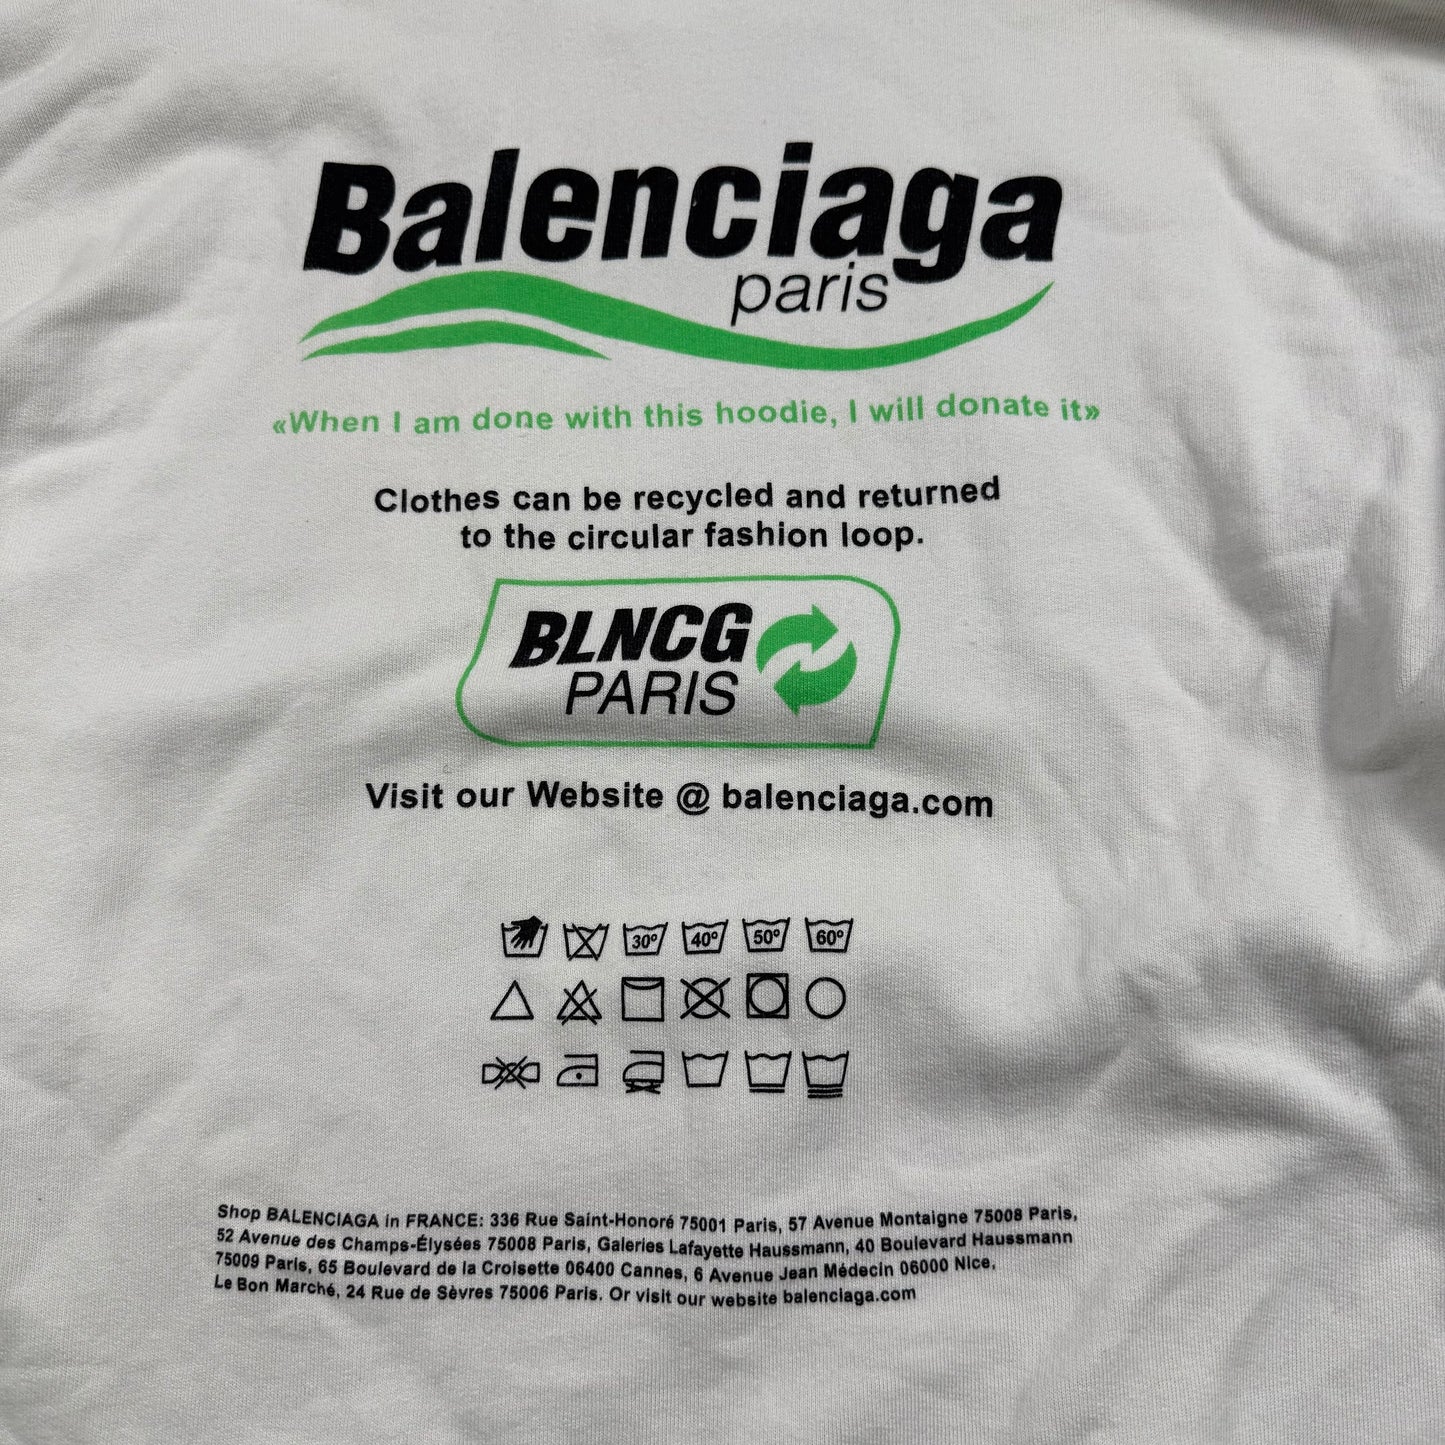 Balenciaga
paris
«When I am done with this hoodie, I will donate it»
Clothes can be recycled and returned
to the circular fashion loop.
BLNCG
PARIS
Visit our Website @ balenciaga.com
30º 40º 50º 60º
Shop BALENCIAGA in FRANCE: 336 Rue Saint-Honoré 75001 Paris, 57 Avenue Montaigne 75008 Paris,
52 Avenue des Champs-Élysées 75008 Paris, Galeries Lafayette Haussmann, 40 Boulevard Haussmann
75009 Paris, 65 Boulevard de la Croisette 06400 Cannes, 6 Avenue Jean Médecin 06000 Nice,
Le Bon Marché, 24 Rue de Sèvres 75006 Paris. Or visit our website balenciaga.com